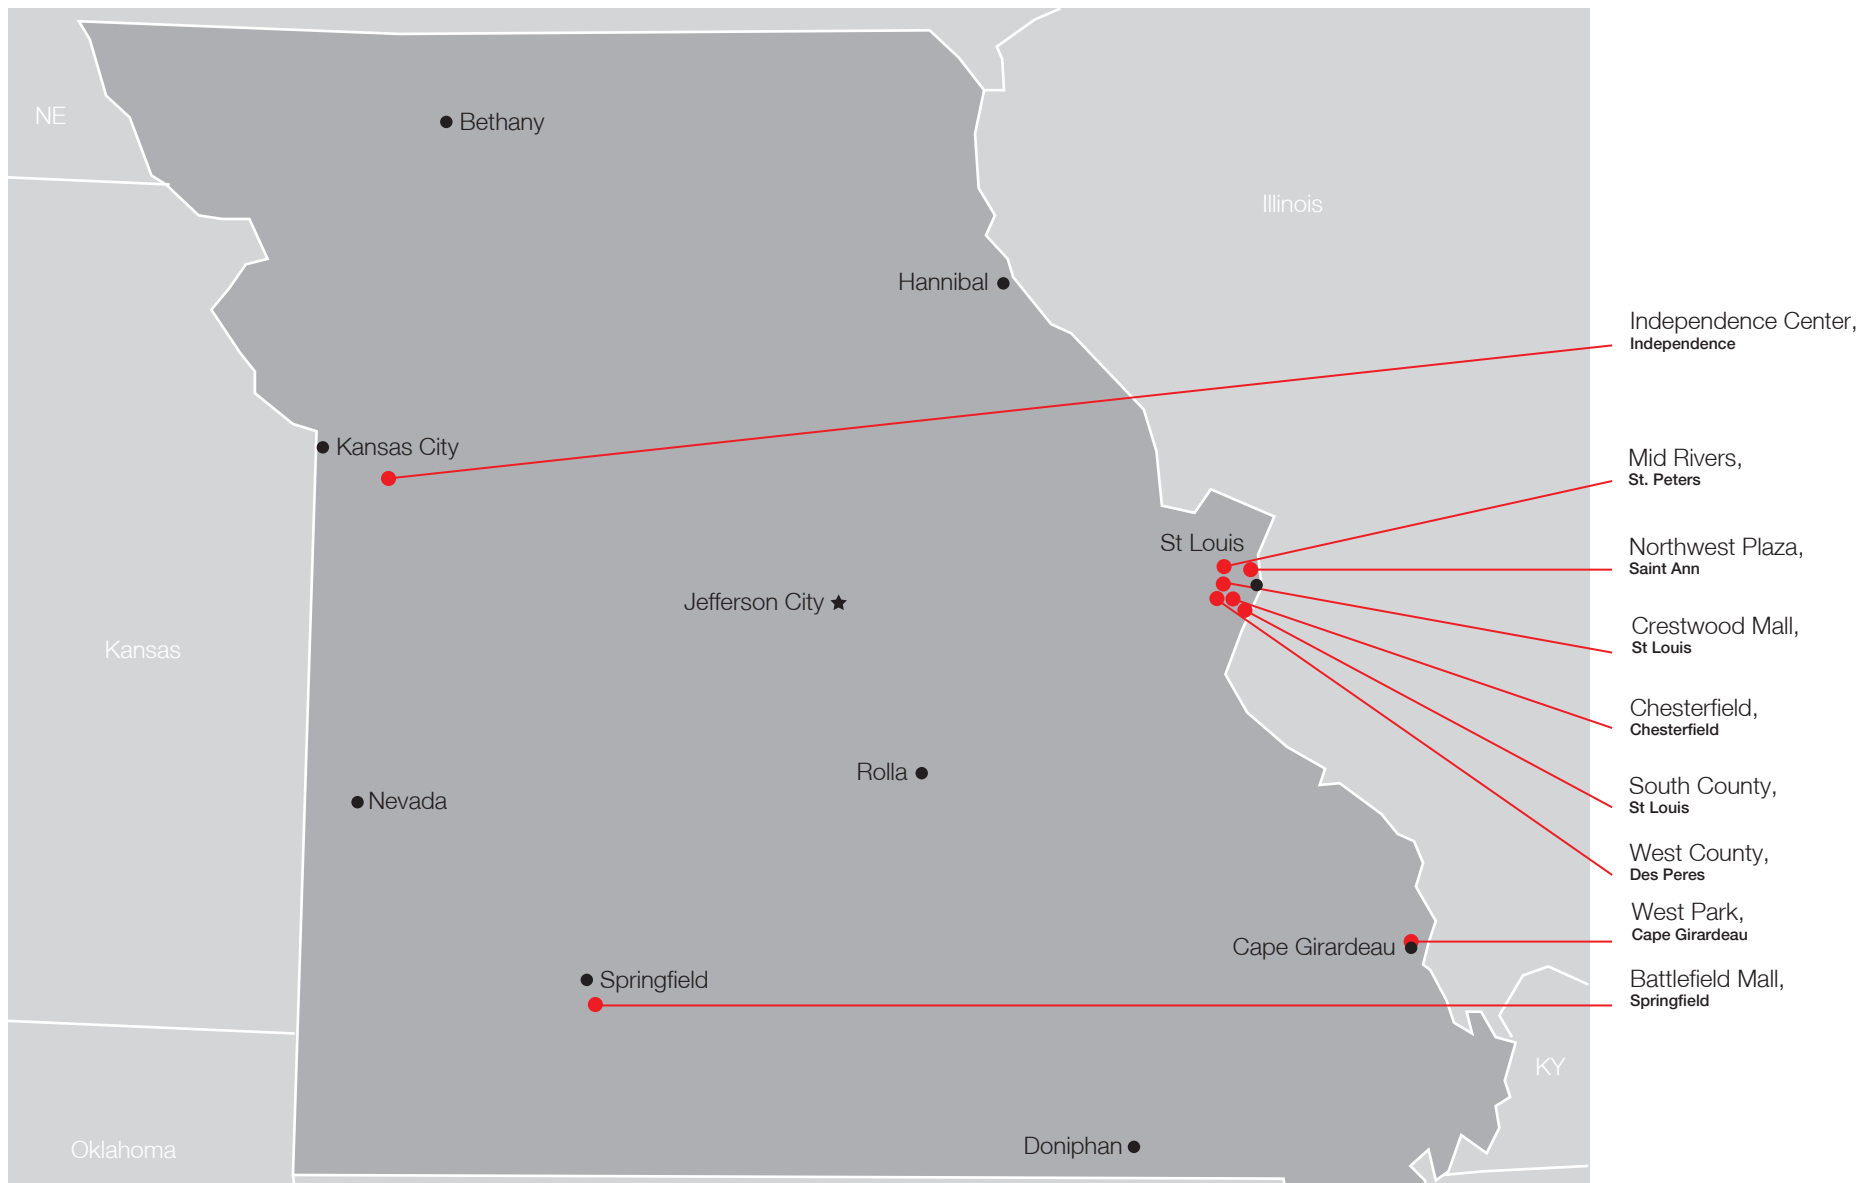 NE
Bethany
Illinois
Hannibal
Independence Center,
Independence
Kansas City
Mid Rivers,
St. Peters
St Louis
Northwest Plaza,
Saint Ann
Jefferson City
Crestwood Mall,
St Louis
Kansas
Chesterfield,
Chesterfield
Rolla
South County,
St Louis
Nevada
West County,
Des Peres
West Park,
Cape Girardeau
Cape Girardeau
Springfield
Battlefield Mall,
Springfield
KY
Oklahoma
Doniphan